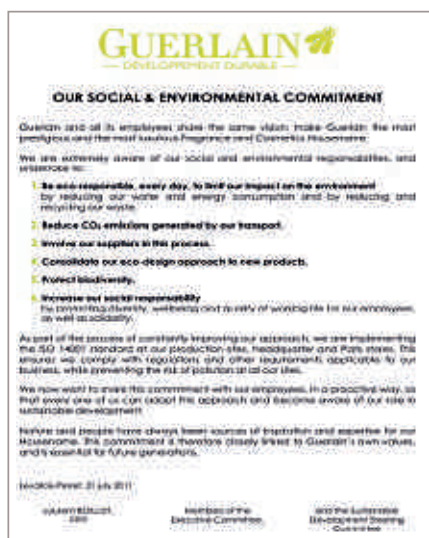 GUERLAIN
DÉVELOPPEMENT DURABLE
OUR SOCIAL & ENVIRONMENTAL COMMITMENT
Guerlain and all its employees share the same vision: make Guerlain the most
prestigious and the most luxurious Fragrance and Cosmetics Housename.
We are extremely aware of our social and environmental responsabilities, and
undertake to:
1. Be eco-responsible, every day, to limit our impact on the environment
by reducing our water and energy consumption and by reducing and
recycling our waste.
2. Reduce CO2 emissions generated by our transport.
3. Involve our suppliers in this process.
4. Consolidate our eco-design approach to new products.
5. Protect biodiversity.
6. Increase our social responsability
by promoting diversity, wellbeing and quality of working life for our employees,
as well as solidarity.
As part of the process of constantly improving our approach, we are implementing
the ISO 14001 standard at our production sites, headquarter and Paris stores. This
ensures we comply with regulations and other requirements applicable to our
business, while preventing the risk of pollution at all our sites.
We now want to share this commitment with our employees, in a proactive way, so
that every one of us can adopt this approach and become aware of our role in
sustainable development.
Nature and people have always been sources of inspiration and expertise for our
Housename. This commitment is therefore closely linked to Guerlain's own values,
and is essential for future generations.
Levallois-Perret, 21 july 2011
Laurent BOILLOT, Members of the and the Sustainable
CEO Executive Committee, Development Steering
Committee